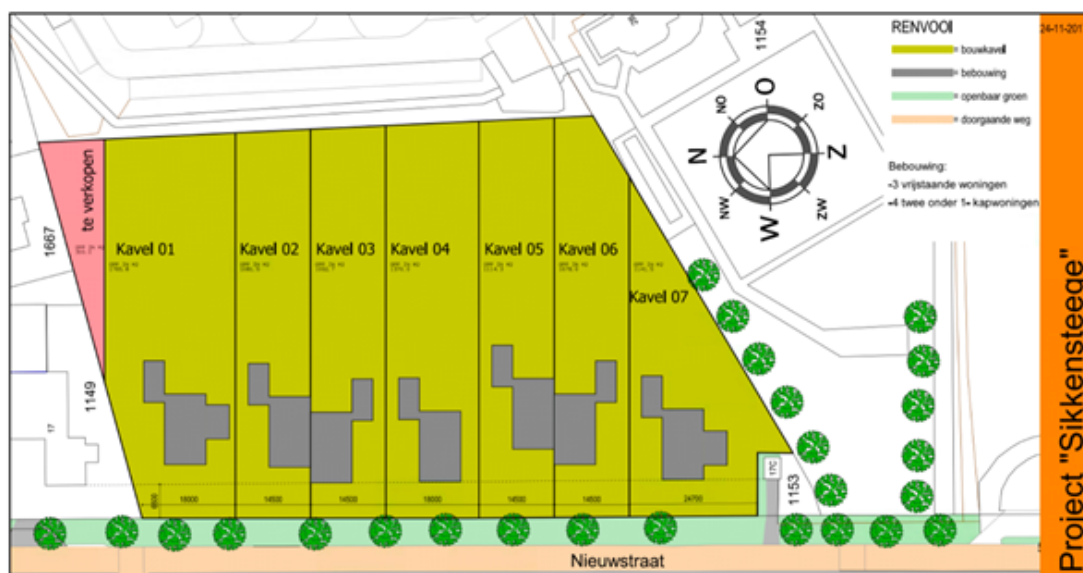 24-11-201
RENVOOI
= bouwkavel
= bebouwing
= openbaar groen
= doorgaande weg
Bebouwing:
-3 vrijstaande woningen
-4 twee onder 1- kapwoningen
1154
O
ZO
Z
ZW
W
NW
N
NO
1667
1149
17
te verkopen
Kavel 01
Kavel 02
Kavel 03
Kavel 04
Kavel 05
Kavel 06
Kavel 07
17C
1153
18000
14500
14500
18000
14500
14500
24700
Nieuwstraat
Project "Sikkensteege"